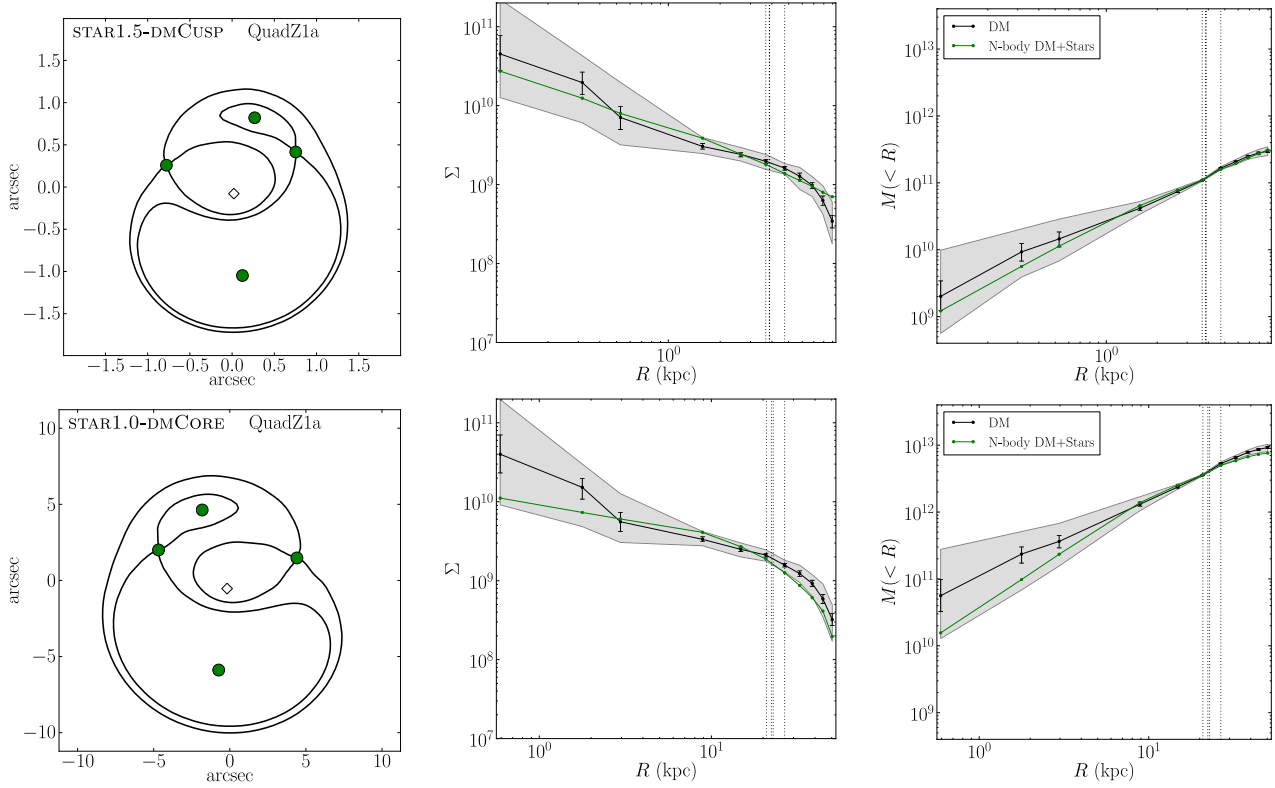 STAR1.5-DMCUSP QuadZ1a
1.5
1.0
0.5
0.0
−0.5
−1.0
−1.5
arcsec
−1.5 −1.0 −0.5 0.0 0.5 1.0 1.5
arcsec
10^11
10^10
10^9
10^8
10^7
Σ
10^0
R (kpc)
DM
N-body DM+Stars
10^13
10^12
10^11
10^10
10^9
M(< R)
10^0
R (kpc)
STAR1.0-DMCORE QuadZ1a
10
5
0
−5
−10
arcsec
−10 −5 0 5 10
arcsec
10^11
10^10
10^9
10^8
10^7
Σ
10^0 10^1
R (kpc)
DM
N-body DM+Stars
10^13
10^12
10^11
10^10
10^9
M(< R)
10^0 10^1
R (kpc)